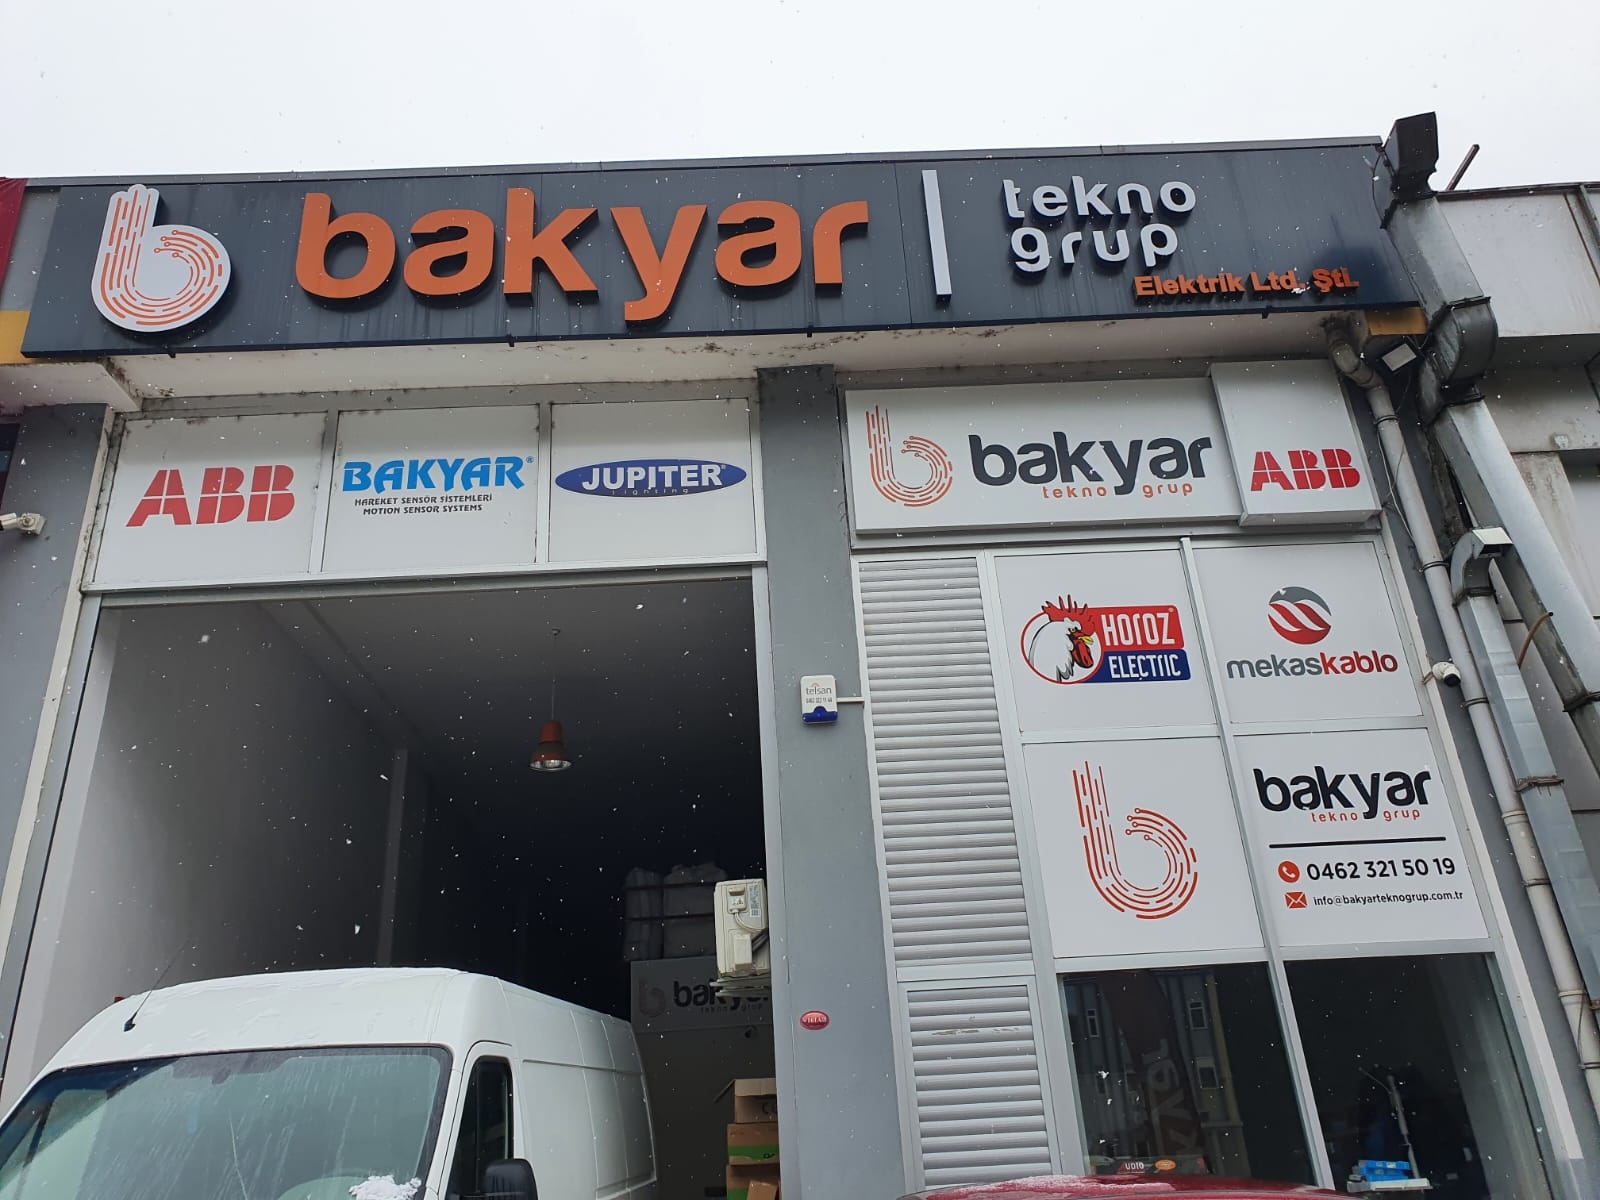 bakyar
tekno
grup
Elektrik Ltd. Şti.
ABB
BAKYAR®
HAREKET SENSÖR SİSTEMLERİ
MOTION SENSOR SYSTEMS
JUPITER®
lighting
bakyar
tekno grup
ABB
HOROZ
ELECTRIC
mekaskablo
telsan
bakyar
tekno grup
0462 321 50 19
info@bakyarteknogrup.com.tr
bakyar
tekno grup